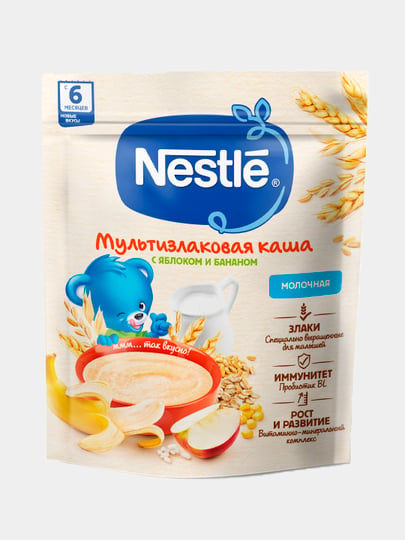 с 6
месяцев
новые
вкусы
Nestlé®
Мультизлаковая каша
с яблоком и бананом
молочная
ммм... так вкусно!
ЗЛАКИ
Специально выращенные
для малышей
ИММУНИТЕТ
Пробиотик BL
РОСТ
И РАЗВИТИЕ
Витаминно-минеральный
комплекс